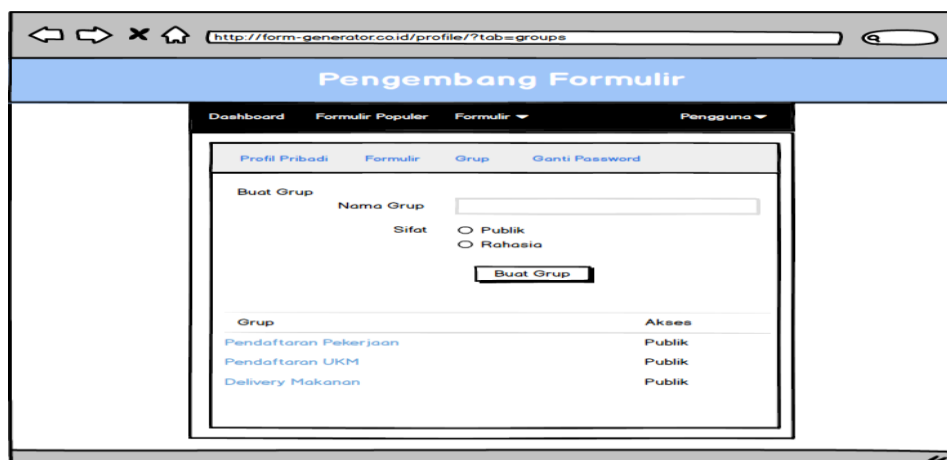 http://form-generator.co.id/profile/?tab=groups
Pengembang Formulir
Dashboard Formulir Populer Formulir Pengguna
Profil Pribadi Formulir Grup Ganti Password
Buat Grup
Nama Grup
Sifat Publik
Rahasia
Buat Grup
Grup Akses
Pendaftaran Pekerjaan Publik
Pendaftaran UKM Publik
Delivery Makanan Publik